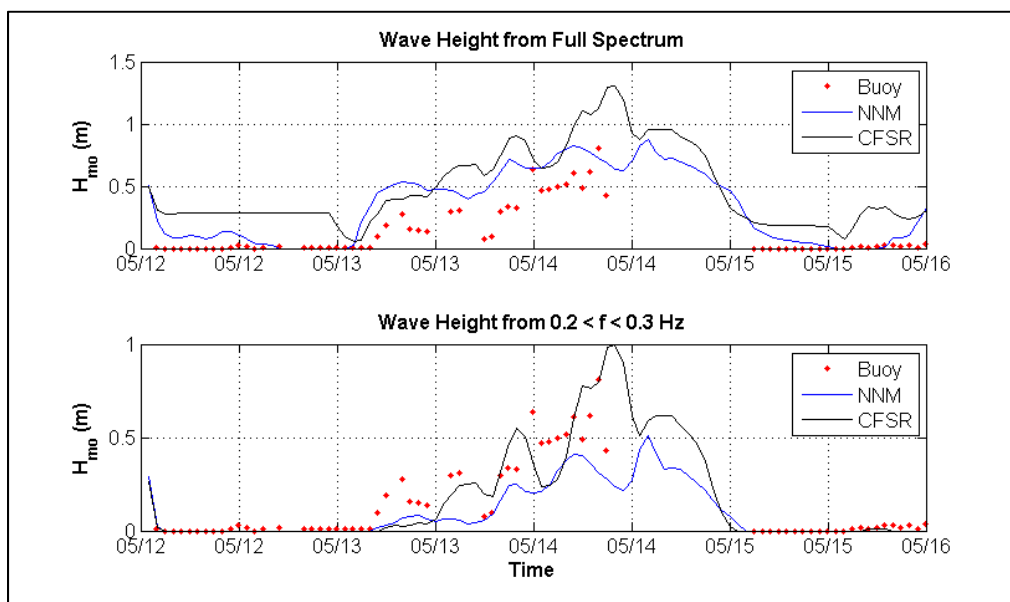 Wave Height from Full Spectrum
1.5
1
0.5
0
H_mo (m)
Buoy
NNM
CFSR
05/12 05/12 05/13 05/13 05/14 05/14 05/15 05/15 05/16
Wave Height from 0.2 < f < 0.3 Hz
1
0.5
0
H_mo (m)
Buoy
NNM
CFSR
05/12 05/12 05/13 05/13 05/14 05/14 05/15 05/15 05/16
Time